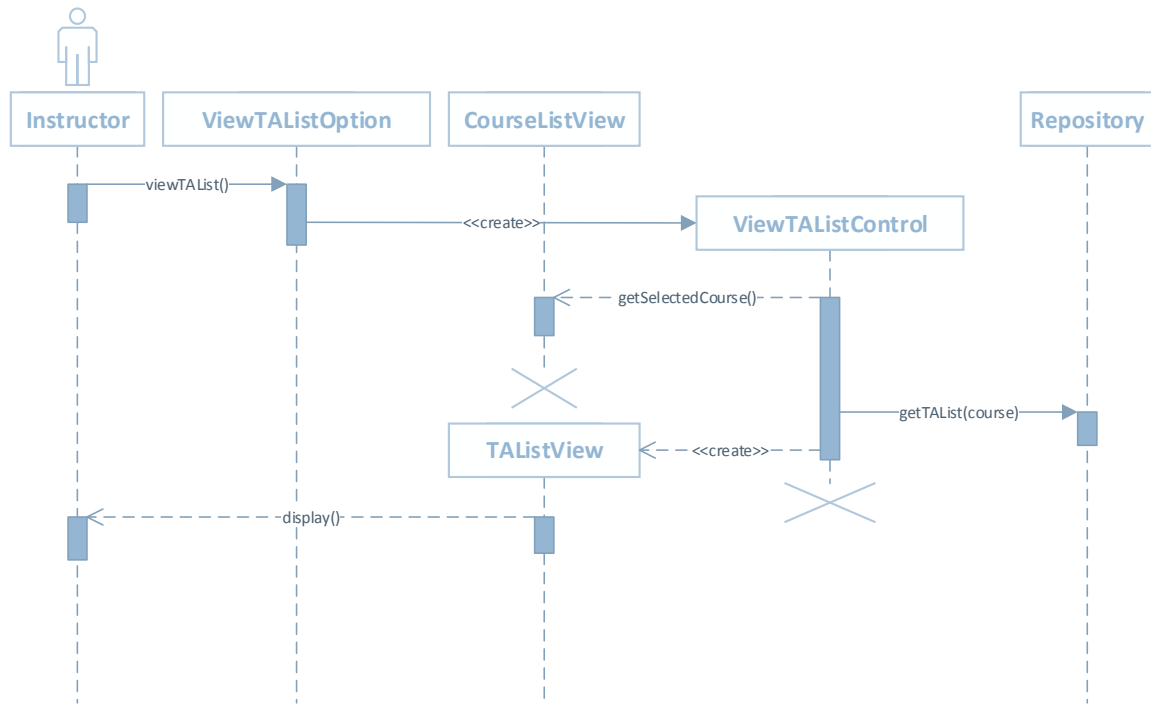 Instructor
ViewTAListOption
CourseListView
Repository
viewTAList()
<<create>>
ViewTAListControl
getSelectedCourse()
getTAList(course)
TAListView
<<create>>
display()